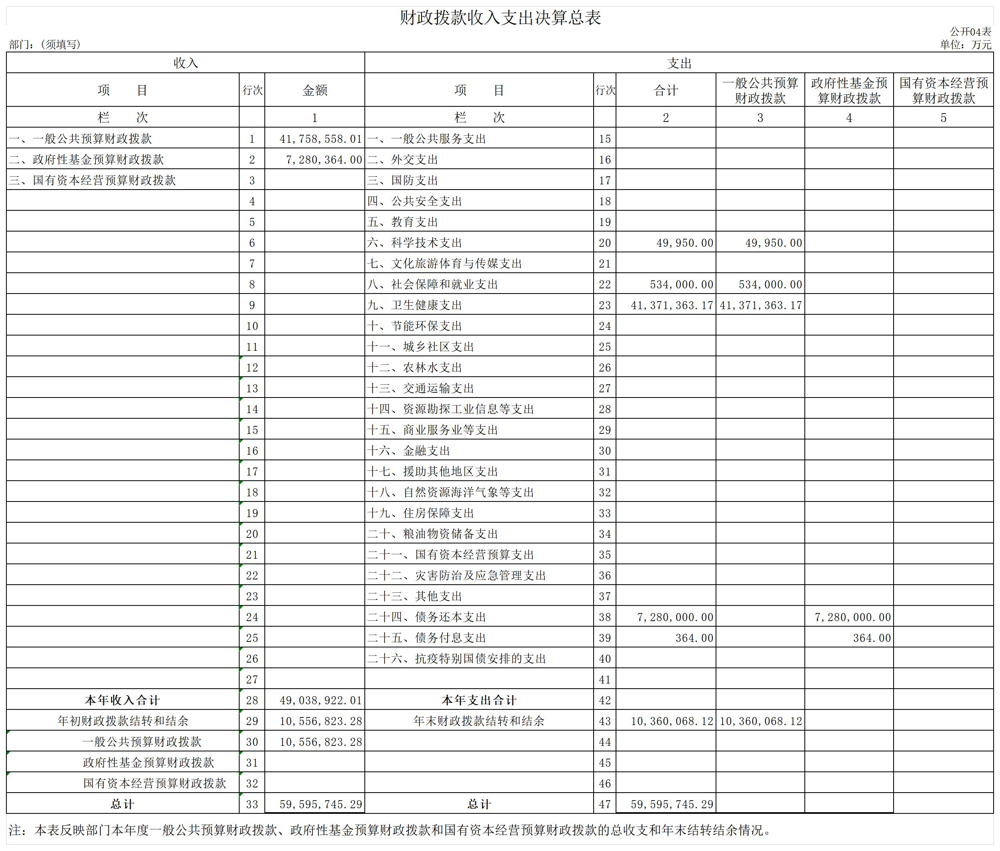 财政拨款收入支出决算总表
公开04表
部门：（须填写） 单位：万元
收入 支出
项 目 行次 金额 项 目 行次 合计 一般公共预算财政拨款 政府性基金预算财政拨款 国有资本经营预算财政拨款
栏 次 1 栏 次 2 3 4 5
一、一般公共预算财政拨款 1 41,758,558.01 一、一般公共服务支出 15
二、政府性基金预算财政拨款 2 7,280,364.00 二、外交支出 16
三、国有资本经营预算财政拨款 3 三、国防支出 17
4 四、公共安全支出 18
5 五、教育支出 19
6 六、科学技术支出 20 49,950.00 49,950.00
7 七、文化旅游体育与传媒支出 21
8 八、社会保障和就业支出 22 534,000.00 534,000.00
9 九、卫生健康支出 23 41,371,363.17 41,371,363.17
10 十、节能环保支出 24
11 十一、城乡社区支出 25
12 十二、农林水支出 26
13 十三、交通运输支出 27
14 十四、资源勘探工业信息等支出 28
15 十五、商业服务业等支出 29
16 十六、金融支出 30
17 十七、援助其他地区支出 31
18 十八、自然资源海洋气象等支出 32
19 十九、住房保障支出 33
20 二十、粮油物资储备支出 34
21 二十一、国有资本经营预算支出 35
22 二十二、灾害防治及应急管理支出 36
23 二十三、其他支出 37
24 二十四、债务还本支出 38 7,280,000.00 7,280,000.00
25 二十五、债务付息支出 39 364.00 364.00
26 二十六、抗疫特别国债安排的支出 40
27 41
本年收入合计 28 49,038,922.01 本年支出合计 42
年初财政拨款结转和结余 29 10,556,823.28 年末财政拨款结转和结余 43 10,360,068.12 10,360,068.12
一般公共预算财政拨款 30 10,556,823.28 44
政府性基金预算财政拨款 31 45
国有资本经营预算财政拨款 32 46
总计 33 59,595,745.29 总计 47 59,595,745.29
注：本表反映部门本年度一般公共预算财政拨款、政府性基金预算财政拨款和国有资本经营预算财政拨款的总收支和年末结转结余情况。